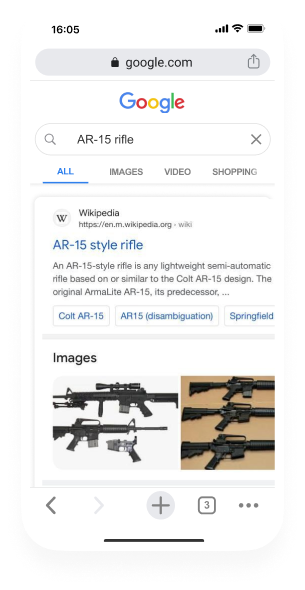 16:05
google.com
Google
AR-15 rifle
ALL IMAGES VIDEO SHOPPING
Wikipedia
W
https://en.m.wikipedia.org › wiki
AR-15 style rifle
An AR-15-style rifle is any lightweight semi-automatic
rifle based on or similar to the Colt AR-15 design. The
original ArmaLite AR-15, its predecessor, ...
Colt AR-15 AR15 (disambiguation) Springfield
Images
3